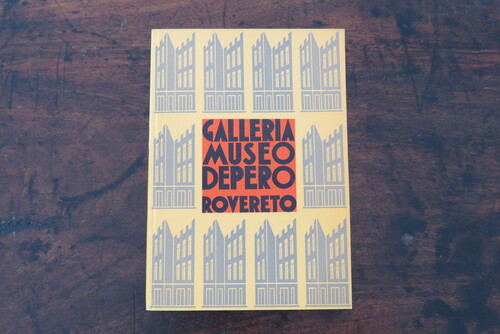 GALLERIA
MUSEO
DEPERO
ROVERETO